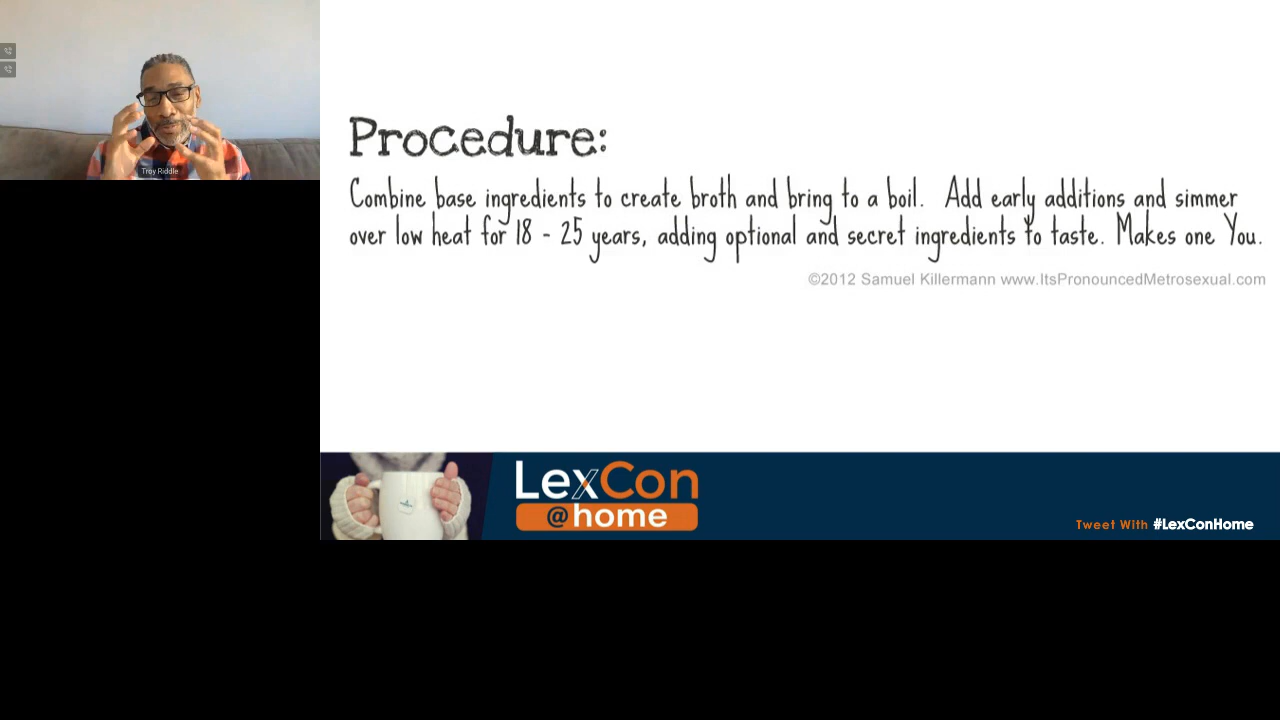 Troy Riddle
Procedure:
Combine base ingredients to create broth and bring to a boil. Add early additions and simmer
over low heat for 18 - 25 years, adding optional and secret ingredients to taste. Makes one You.
©2012 Samuel Killermann www.ItsPronouncedMetrosexual.com
LexCon
@home
Tweet With #LexConHome